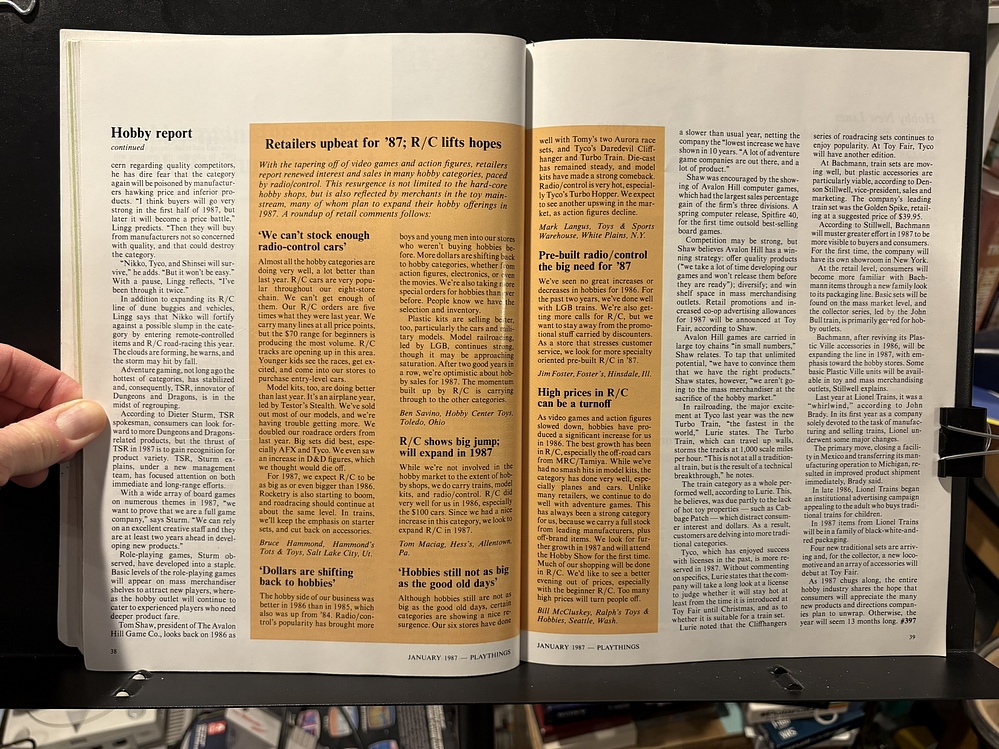 Hobby report
continued
cern regarding quality competitors,
he has dire fear that the category
again will be poisoned by manufactur-
ers hawking price and inferior pro-
ducts. "I think buyers will go very
strong in the first half of 1987, but
later it will become a price battle,"
Ling predicts. "Then they will buy
from manufacturers not so concerned
with quality, and that could destroy
the category.
"Nikko, Tyco, and Shinsei will sur-
vive," he adds. "But it won't be easy."
With a pause, Ling reflects, "I've
been through it twice."
In addition to expanding its R/C
line of dune buggies and vehicles,
Ling says that Nikko will fortify
against a possible slump in the cate-
gory by entering remote-controlled
items and R/C road-racing this year.
The clouds are forming, he warns, and
the storm may hit by fall.
Adventure gaming, not long ago the
hottest of categories, has stabilized
and, consequently, TSR, innovator of
Dungeons and Dragons, is in the
midst of regrouping.
According to Dieter Sturm, TSR
spokesman, consumers can look for-
ward to more Dungeons and Dragons-
related products, but the thrust of
TSR in 1987 is to gain recognition for
product variety. TSR, Sturm ex-
plains, under a new management
team, has focused attention on both
immediate and long-range efforts.
With a wide array of board games
on numerous themes in 1987, "we
want to prove that we are a full game
company," says Sturm. "We can rely
on an excellent creative staff and they
are at least two years ahead in devel-
oping new products."
Role-playing games, Sturm ob-
served, have developed into a staple.
Basic levels of the role-playing games
will appear on mass merchandiser
shelves to attract new players, where-
as the hobby outlet will continue to
cater to experienced players who need
deeper product fare.
Tom Shaw, president of The Avalon
Hill Game Co., looks back on 1986 as
38
Retailers upbeat for '87; R/C lifts hopes
With the tapering off of video games and action figures, retailers
report renewed interest and sales in many hobby categories, paced
by radio/control. This resurgence is not limited to the hard-core
hobby shops, but is also reflected by merchants in the toy main-
stream, many of whom plan to expand their hobby offerings in
1987. A roundup of retail comments follows:
'We can't stock enough
radio-control cars'
Almost all the hobby categories are
doing very well, a lot better than
last year. R/C cars are very popu-
lar throughout our eight-store
chain. We can't get enough of
them. Our R/C orders are five
times what they were last year. We
carry many lines at all price points,
but the $70 range for beginners is
producing the most volume. R/C
tracks are opening up in this area.
Younger kids see the races, get ex-
cited, and come into our stores to
purchase entry-level cars.
Model kits, too, are doing better
than last year. It's an airplane year,
led by Testor's Stealth. We've sold
out most of our models, and we're
having trouble getting more. We
doubled our roadrace orders from
last year. Big sets did best, espe-
cially AFX and Tyco. We even saw
an increase in D&D figures, which
we thought would die off.
For 1987, we expect R/C to be
as big as or even bigger than 1986.
Rocketry is also starting to boom,
and roadracing should continue at
about the same level. In trains,
we'll keep the emphasis on starter
sets, and cut back on accessories.
Bruce Hammond, Hammond's
Tots & Toys, Salt Lake City, Ut.
'Dollars are shifting
back to hobbies'
The hobby side of our business was
better in 1986 than in 1985, which
also was up from '84. Radio/con-
trol's popularity has brought more
boys and young men into our stores
who weren't buying hobbies be-
fore. More dollars are shifting back
to hobby categories, whether from
action figures, electronics, or even
the movies. We're also taking more
special orders for hobbies than ever
before. People know we have the
selection and inventory.
Plastic kits are selling better,
too, particularly the cars and mili-
tary models. Model railroading,
led by LGB, continues strong,
though it may be approaching
saturation. After two good years in
a row, we're optimistic about hob-
by sales for 1987. The momentum
built up by R/C is carrying
through to the other categories.
Ben Savino, Hobby Center Toys,
Toledo, Ohio
R/C shows big jump;
will expand in 1987
While we're not involved in the
hobby market to the extent of hob-
by shops, we do carry trains, model
kits, and radio/control. R/C did
very well for us in 1986, especially
the $100 cars. Since we had a nice
increase in this category, we look to
expand R/C in 1987.
Tom Maciag, Hess's, Allentown,
Pa.
'Hobbies still not as big
as the good old days'
Although hobbies still are not as
big as the good old days, certain
categories are showing a nice re-
surgence. Our six stores have done
JANUARY 1987 — PLAYTHINGS
well with Tomy's two Aurora race
sets, and Tyco's Daredevil Cliff-
hanger and Turbo Train. Die-cast
has remained steady, and model
kits have made a strong comeback.
Radio/control is very hot, especial-
ly Tyco's Turbo Hopper. We expect
to see another upswing in the mar-
ket, as action figures decline.
Mark Langus, Toys & Sports
Warehouse, White Plains, N.Y.
Pre-built radio/control
the big need for '87
We've seen no great increases or
decreases in hobbies for 1986. For
the past two years, we've done well
with LGB trains. We're also get-
ting more calls for R/C, but we
want to stay away from the promo-
tional stuff carried by discounters.
As a store that stresses customer
service, we look for more specialty
oriented pre-built R/C in '87.
Jim Foster, Foster's, Hinsdale, Ill.
High prices in R/C
can be a turnoff
As video games and action figures
slowed down, hobbies have pro-
duced a significant increase for us
in 1986. The best growth has been
in R/C, especially the off-road cars
from MRC/Tamiya. While we've
had no smash hits in model kits, the
category has done very well, espe-
cially planes and cars. Unlike
many retailers, we continue to do
well with adventure games. This
has always been a strong category
for us, because we carry a full stock
from leading manufacturers, plus
off-brand items. We look for fur-
ther growth in 1987 and will attend
the Hobby Show for the first time.
Much of our shopping will be done
in R/C. We'd like to see a better
evening out of prices, especially
with the beginner R/C. Too many
high prices will turn people off.
Bill McCluskey, Ralph's Toys &
Hobbies, Seattle, Wash.
a slower than usual year, netting the
company the "lowest increase we have
shown in 10 years." "A lot of adventure
game companies are out there, and a
lot of product."
Shaw was encouraged by the show-
ing of Avalon Hill computer games,
which had the largest sales percentage
gain of the firm's three divisions. A
spring computer release, Spitfire 40,
for the first time outsold best-selling
board games.
Competition may be strong, but
Shaw believes Avalon Hill has a win-
ning strategy: offer quality products
("we take a lot of time developing our
games and won't release them before
they are ready"); diversify; and win
shelf space in mass merchandising
outlets. Retail promotions and in-
creased co-op advertising allowances
for 1987 will be announced at Toy
Fair, according to Shaw.
Avalon Hill games are carried in
large toy chains "in small numbers,"
Shaw relates. To tap that unlimited
potential, "we have to convince them
that we have the right products."
Shaw states, however, "we aren't go-
ing to the mass merchandiser at the
sacrifice of the hobby market."
In railroading, the major excite-
ment at Tyco last year was the new
Turbo Train, "the fastest in the
world," Lurie states. The Turbo
Train, which can travel up walls,
storms the tracks at 1,000 scale miles
per hour. "This is not at all a tradition-
al train, but is the result of a technical
breakthrough," he notes.
The train category as a whole per-
formed well, according to Lurie. This,
he believes, was due partly to the lack
of hot toy properties — such as Cab-
bage Patch — which distract consum-
er interest and dollars. As a result,
customers are delving into more tradi-
tional categories.
Tyco, which has enjoyed success
with licenses in the past, is more re-
served in 1987. Without commenting
on specifics, Lurie states that the com-
pany will take a long look at a license
to judge whether it will stay hot at
least from the time it is introduced at
Toy Fair until Christmas, and as to
whether it is suitable for a train set.
Lurie noted that the Cliffhangers
series of roadracing sets continues to
enjoy popularity. At Toy Fair, Tyco
will have another edition.
At Bachmann, train sets are mov-
ing well, but plastic accessories are
particularly viable, according to Den-
son Stillwell, vice-president, sales and
marketing. The company's leading
train set was the Golden Spike, retail-
ing at a suggested price of $39.95.
According to Stillwell, Bachmann
will muster greater effort in 1987 to be
more visible to buyers and consumers.
For the first time, the company will
have its own showroom in New York.
At the retail level, consumers will
become more familiar with Bach-
mann items through a new family look
to its packaging line. Basic sets will be
found on the mass market level, and
the collector series, led by the John
Bull train, is primarily geared for hob-
by outlets.
Bachmann, after reviving its Plas-
ticville accessories in 1986, will be
expanding the line in 1987, with em-
phasis toward the hobby stores. Some
basic Plastic ville units will be avail-
able in toy and mass merchandising
outlets, Stillwell explains.
Last year at Lionel Trains, it was a
"whirlwind," according to John
Brady. In its first year as a company
solely devoted to the task of manufac-
turing and selling trains, Lionel un-
derwent some major changes.
The primary move, closing a facili-
ty in Mexico and transferring its man-
ufacturing operation to Michigan, re-
sulted in improved product shipment
immediately, Brady said.
In late 1986, Lionel Trains began
an institutional advertising campaign
appealing to the adult who buys tradi-
tional trains for children.
In 1987 items from Lionel Trains
will be in a family of black-white-and-
red packaging.
Four new traditional sets are arriv-
ing and, for the collector, a new loco-
motive and an array of accessories will
debut at Toy Fair.
As 1987 chugs along, the entire
hobby industry shares the hope that
consumers will appreciate the many
new products and directions compan-
ies plan to unwrap. Otherwise, the
year will seem 13 months long. #397
JANUARY 1987 — PLAYTHINGS
39